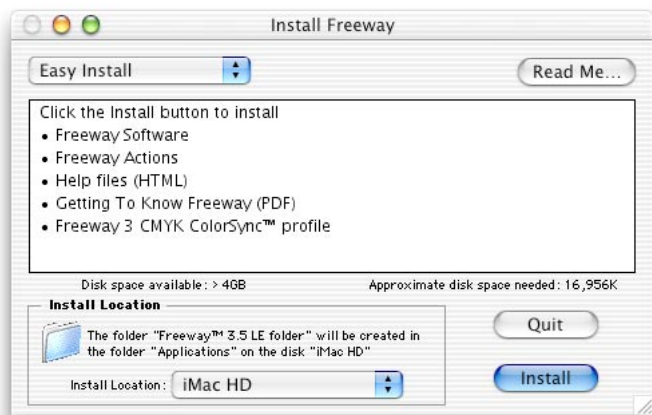 Install Freeway
Easy Install
Read Me...
Click the Install button to install
• Freeway Software
• Freeway Actions
• Help files (HTML)
• Getting To Know Freeway (PDF)
• Freeway 3 CMYK ColorSync™ profile
Disk space available: > 4GB
Approximate disk space needed: 16,956K
Install Location
The folder "Freeway™ 3.5 LE folder" will be created in
the folder "Applications" on the disk "iMac HD"
Install Location: iMac HD
Quit
Install